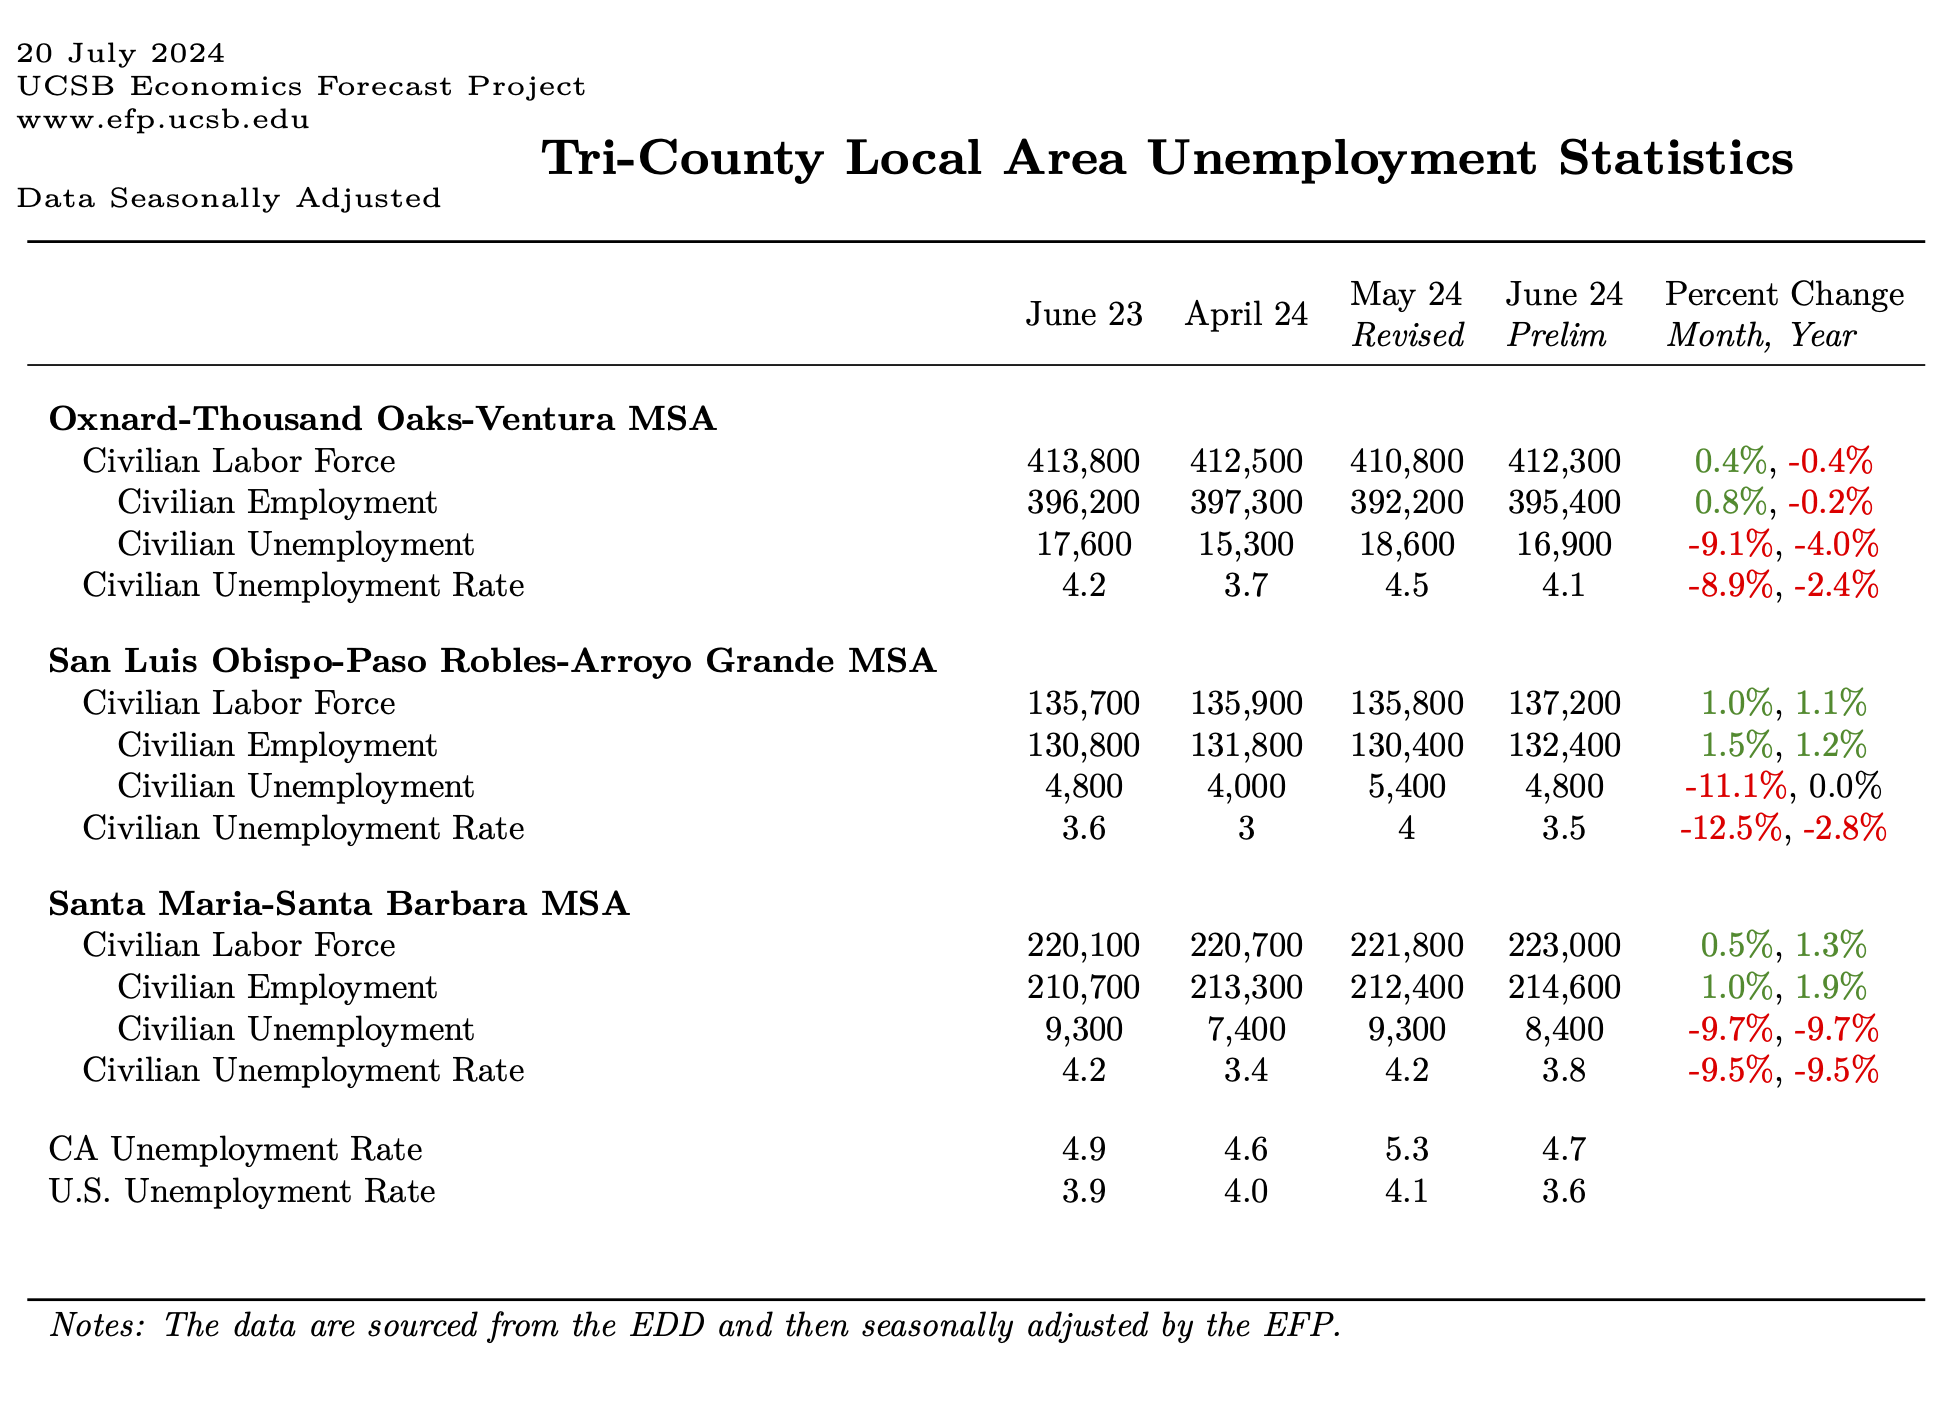 20 July 2024
UCSB Economics Forecast Project
www.efp.ucsb.edu
Tri-County Local Area Unemployment Statistics
Data Seasonally Adjusted
June 23 April 24 May 24 June 24 Percent Change
Revised Prelim Month, Year
Oxnard-Thousand Oaks-Ventura MSA
Civilian Labor Force 413,800 412,500 410,800 412,300 0.4%, -0.4%
Civilian Employment 396,200 397,300 392,200 395,400 0.8%, -0.2%
Civilian Unemployment 17,600 15,300 18,600 16,900 -9.1%, -4.0%
Civilian Unemployment Rate 4.2 3.7 4.5 4.1 -8.9%, -2.4%
San Luis Obispo-Paso Robles-Arroyo Grande MSA
Civilian Labor Force 135,700 135,900 135,800 137,200 1.0%, 1.1%
Civilian Employment 130,800 131,800 130,400 132,400 1.5%, 1.2%
Civilian Unemployment 4,800 4,000 5,400 4,800 -11.1%, 0.0%
Civilian Unemployment Rate 3.6 3 4 3.5 -12.5%, -2.8%
Santa Maria-Santa Barbara MSA
Civilian Labor Force 220,100 220,700 221,800 223,000 0.5%, 1.3%
Civilian Employment 210,700 213,300 212,400 214,600 1.0%, 1.9%
Civilian Unemployment 9,300 7,400 9,300 8,400 -9.7%, -9.7%
Civilian Unemployment Rate 4.2 3.4 4.2 3.8 -9.5%, -9.5%
CA Unemployment Rate 4.9 4.6 5.3 4.7
U.S. Unemployment Rate 3.9 4.0 4.1 3.6
Notes: The data are sourced from the EDD and then seasonally adjusted by the EFP.